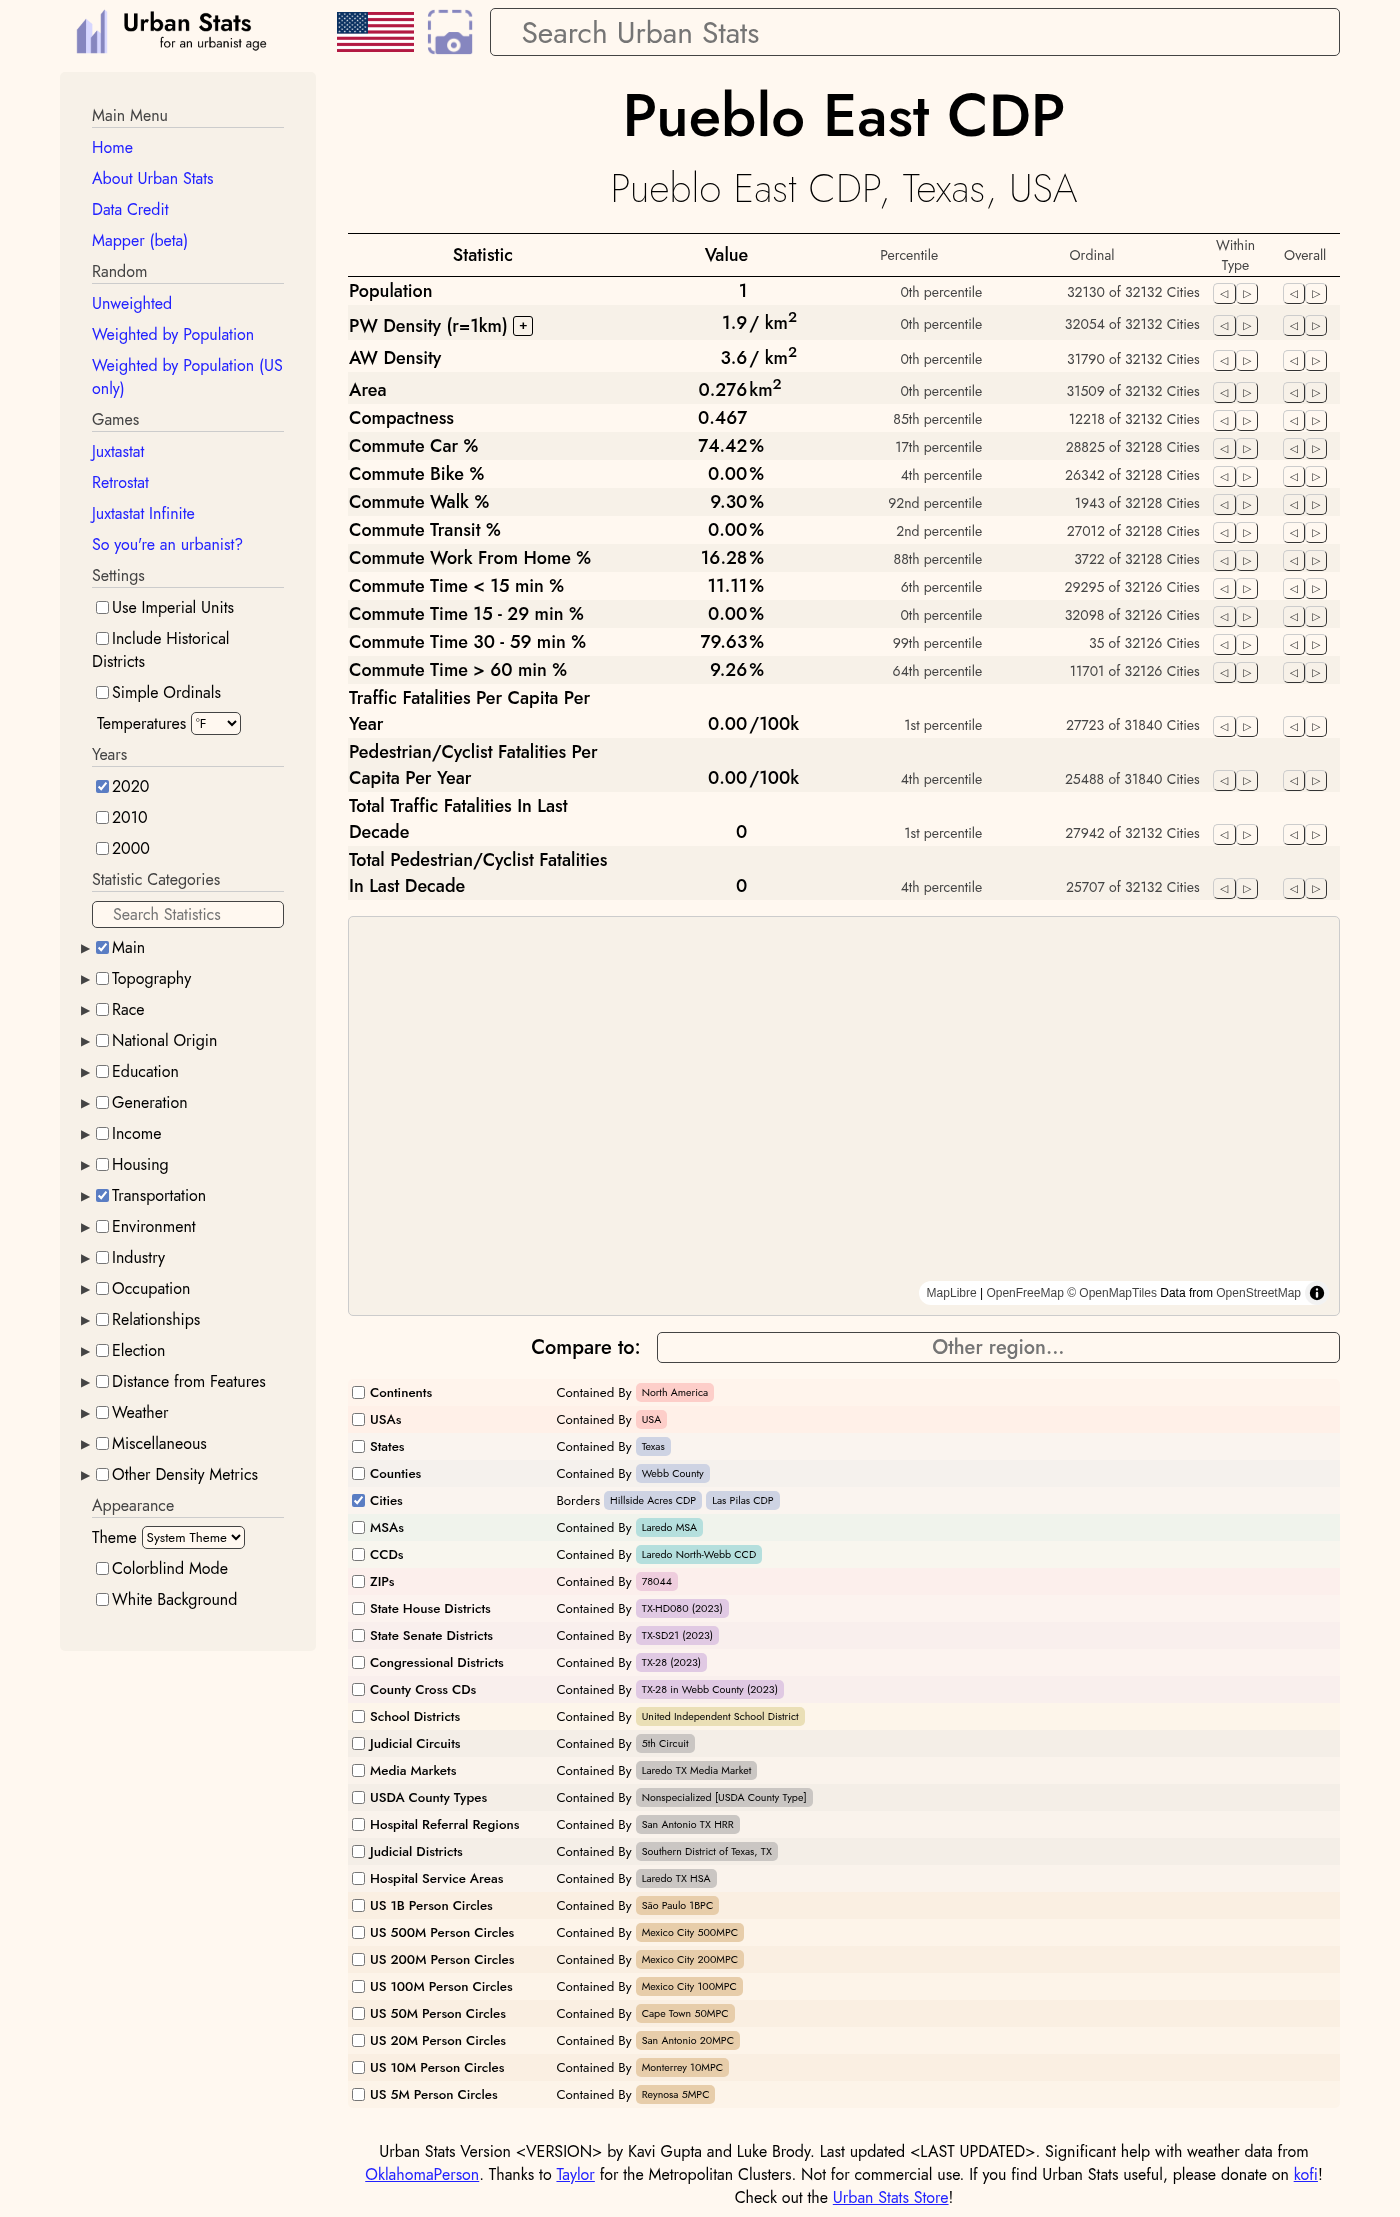 Urban Stats
for an urbanist age
Search Urban Stats
Main Menu
Home
About Urban Stats
Data Credit
Mapper (beta)
Random
Unweighted
Weighted by Population
Weighted by Population (US
only)
Games
Juxtastat
Retrostat
Juxtastat Infinite
So you're an urbanist?
Settings
Use Imperial Units
Include Historical
Districts
Simple Ordinals
Temperatures °F
Years
2020
2010
2000
Statistic Categories
Search Statistics
Main
Topography
Race
National Origin
Education
Generation
Income
Housing
Transportation
Environment
Industry
Occupation
Relationships
Election
Distance from Features
Weather
Miscellaneous
Other Density Metrics
Appearance
Theme System Theme
Colorblind Mode
White Background
Pueblo East CDP
Pueblo East CDP, Texas, USA
Statistic Value Percentile Ordinal Within Type Overall
Population 1 0th percentile 32130 of 32132 Cities
PW Density (r=1km) + 1.9 / km² 0th percentile 32054 of 32132 Cities
AW Density 3.6 / km² 0th percentile 31790 of 32132 Cities
Area 0.276 km² 0th percentile 31509 of 32132 Cities
Compactness 0.467 85th percentile 12218 of 32132 Cities
Commute Car % 74.42% 17th percentile 28825 of 32128 Cities
Commute Bike % 0.00% 4th percentile 26342 of 32128 Cities
Commute Walk % 9.30% 92nd percentile 1943 of 32128 Cities
Commute Transit % 0.00% 2nd percentile 27012 of 32128 Cities
Commute Work From Home % 16.28% 88th percentile 3722 of 32128 Cities
Commute Time < 15 min % 11.11% 6th percentile 29295 of 32126 Cities
Commute Time 15 - 29 min % 0.00% 0th percentile 32098 of 32126 Cities
Commute Time 30 - 59 min % 79.63% 99th percentile 35 of 32126 Cities
Commute Time > 60 min % 9.26% 64th percentile 11701 of 32126 Cities
Traffic Fatalities Per Capita Per
Year 0.00/100k 1st percentile 27723 of 31840 Cities
Pedestrian/Cyclist Fatalities Per
Capita Per Year 0.00/100k 4th percentile 25488 of 31840 Cities
Total Traffic Fatalities In Last
Decade 0 1st percentile 27942 of 32132 Cities
Total Pedestrian/Cyclist Fatalities
In Last Decade 0 4th percentile 25707 of 32132 Cities
MapLibre | OpenFreeMap © OpenMapTiles Data from OpenStreetMap
Compare to: Other region...
Continents Contained By North America
USAs Contained By USA
States Contained By Texas
Counties Contained By Webb County
Cities Borders Hillside Acres CDP Las Pilas CDP
MSAs Contained By Laredo MSA
CCDs Contained By Laredo North-Webb CCD
ZIPs Contained By 78044
State House Districts Contained By TX-HD080 (2023)
State Senate Districts Contained By TX-SD21 (2023)
Congressional Districts Contained By TX-28 (2023)
County Cross CDs Contained By TX-28 in Webb County (2023)
School Districts Contained By United Independent School District
Judicial Circuits Contained By 5th Circuit
Media Markets Contained By Laredo TX Media Market
USDA County Types Contained By Nonspecialized [USDA County Type]
Hospital Referral Regions Contained By San Antonio TX HRR
Judicial Districts Contained By Southern District of Texas, TX
Hospital Service Areas Contained By Laredo TX HSA
US 1B Person Circles Contained By São Paulo 1BPC
US 500M Person Circles Contained By Mexico City 500MPC
US 200M Person Circles Contained By Mexico City 200MPC
US 100M Person Circles Contained By Mexico City 100MPC
US 50M Person Circles Contained By Cape Town 50MPC
US 20M Person Circles Contained By San Antonio 20MPC
US 10M Person Circles Contained By Monterrey 10MPC
US 5M Person Circles Contained By Reynosa 5MPC
Urban Stats Version <VERSION> by Kavi Gupta and Luke Brody. Last updated <LAST UPDATED>. Significant help with weather data from
OklahomaPerson. Thanks to Taylor for the Metropolitan Clusters. Not for commercial use. If you find Urban Stats useful, please donate on kofi!
Check out the Urban Stats Store!